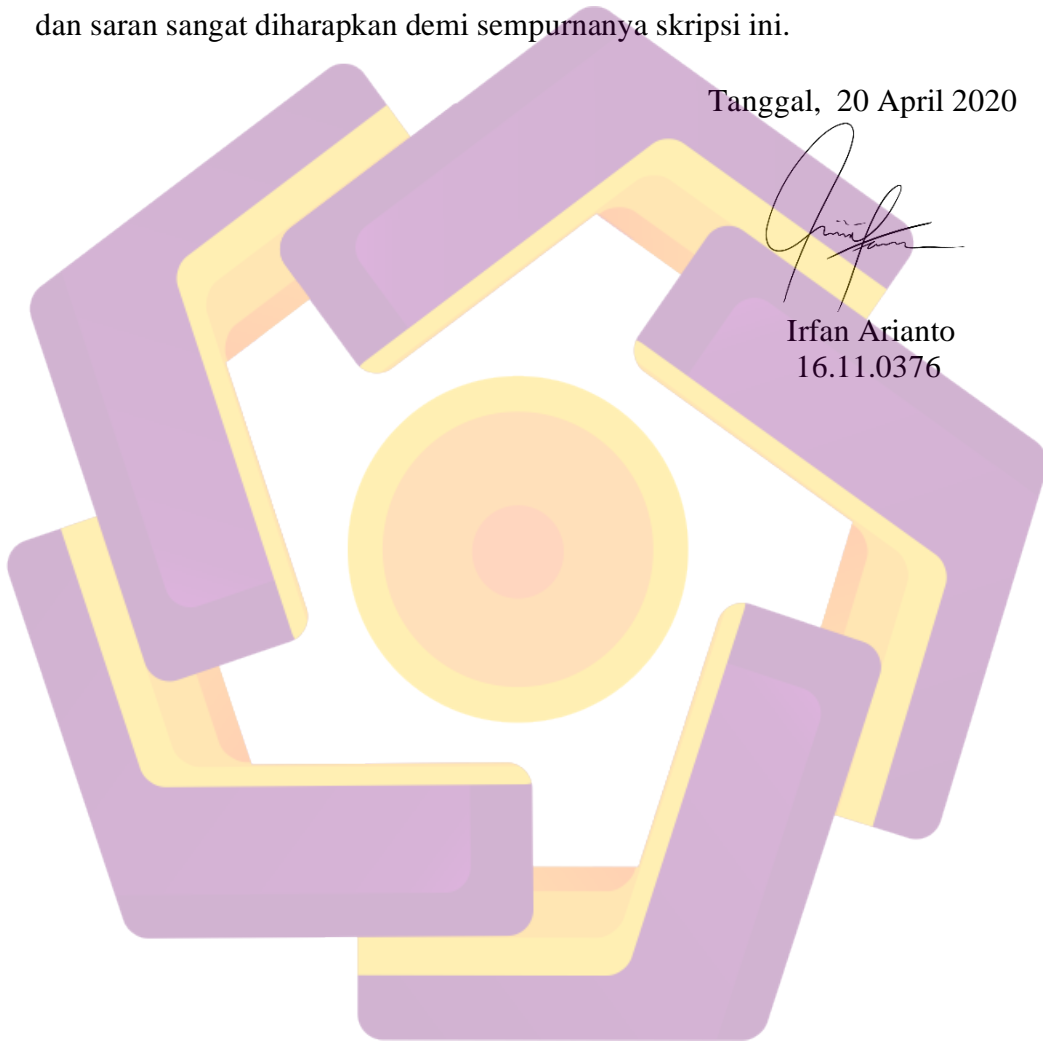 dan saran sangat diharapkan demi sempurnanya skripsi ini.
Tanggal, 20 April 2020
Irfan Arianto
16.11.0376